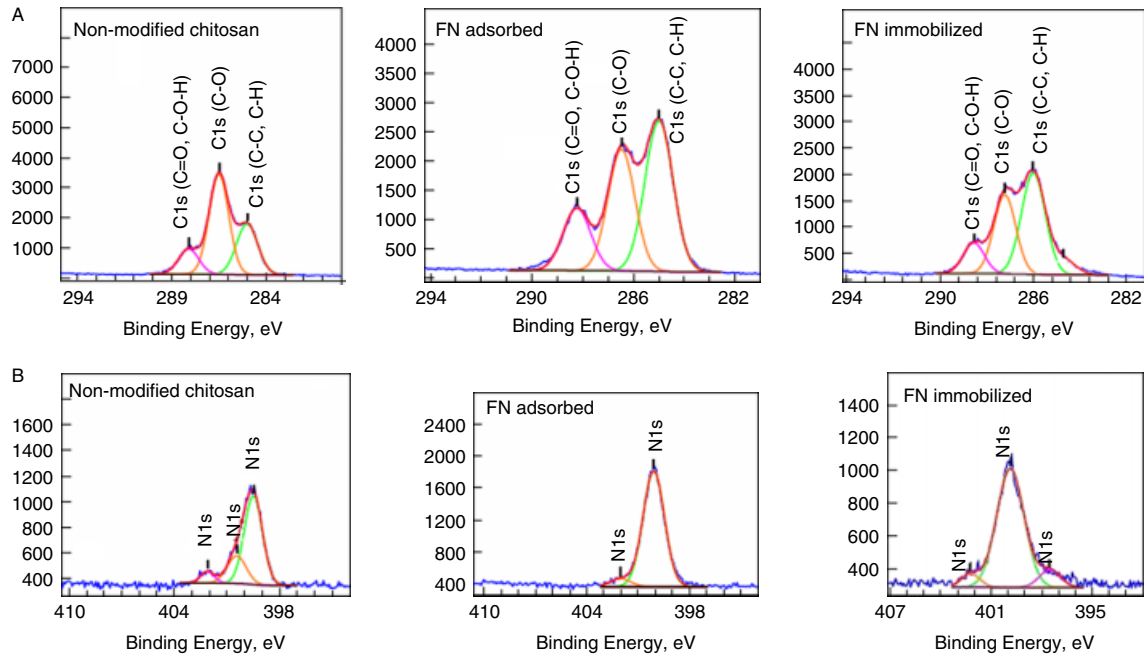 A
Non-modified chitosan
7000
6000
5000
4000
3000
2000
1000
C1s (C=O, C-O-H)
C1s (C-O)
C1s (C-C, C-H)
294
289
284
Binding Energy, eV
FN adsorbed
4000
3500
3000
2500
2000
1500
1000
500
C1s (C=O, C-O-H)
C1s (C-O)
C1s (C-C, C-H)
294
290
286
282
Binding Energy, eV
FN immobilized
4000
3500
3000
2500
2000
1500
1000
500
C1s (C=O, C-O-H)
C1s (C-O)
C1s (C-C, C-H)
294
290
286
282
Binding Energy, eV
B
Non-modified chitosan
1600
1400
1200
1000
800
600
400
N1s
N1s
N1s
410
404
398
Binding Energy, eV
FN adsorbed
2400
2000
1600
1200
800
400
N1s
N1s
410
404
398
Binding Energy, eV
FN immobilized
1400
1200
1000
800
600
400
N1s
N1s
N1s
407
401
395
Binding Energy, eV